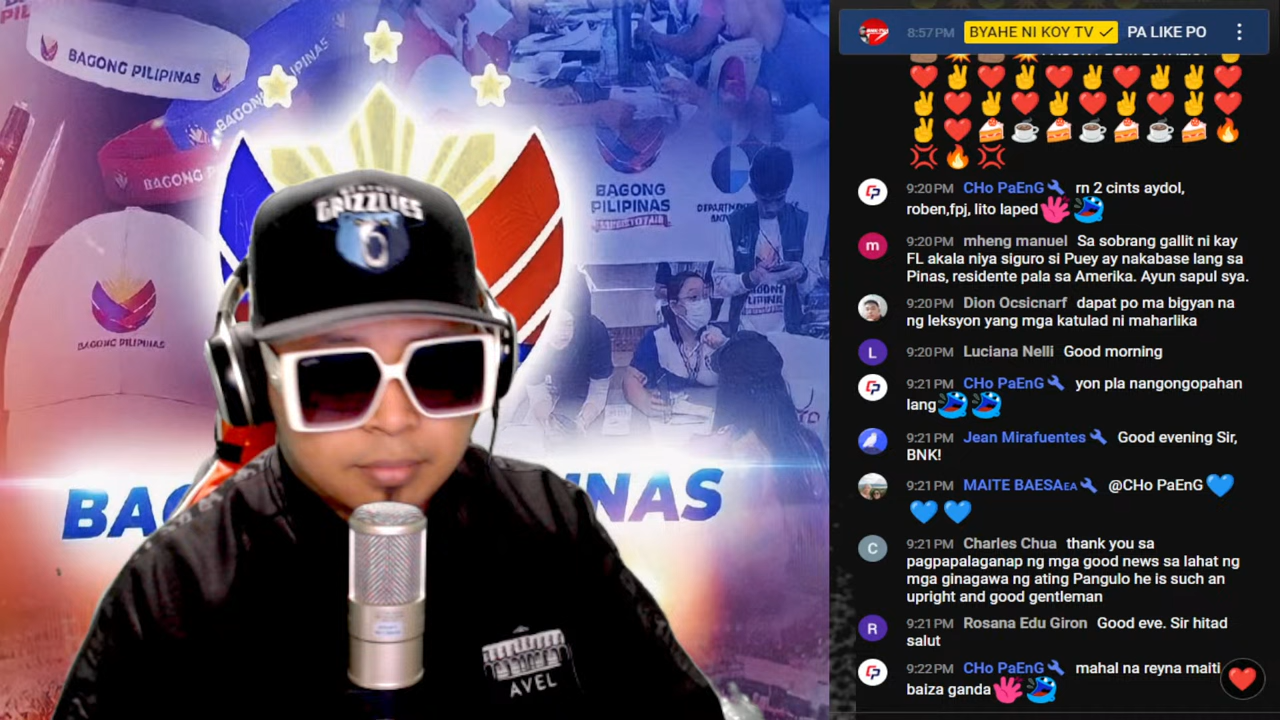 BAGONG PILIPINAS
BAGONG PILIPINAS
BAGONG
PILIPINAS
GRIZZLIES
AVEL
8:57 PM BYAHE NI KOY TV PA LIKE PO
9:20 PM CHo PaEnG rn 2 cints aydol,
roben,fpj, lito laped
9:20 PM mheng manuel Sa sobrang gallit ni kay
FL akala niya siguro si Puey ay nakabase lang sa
Pinas, residente pala sa Amerika. Ayun sapul sya.
9:20 PM Dion Ocsicnarf dapat po ma bigyan na
ng leksyon yang mga katulad ni maharlika
9:20 PM Luciana Nelli Good morning
9:21 PM CHo PaEnG yon pla nangongopahan
lang
9:21 PM Jean Mirafuentes Good evening Sir,
BNK!
9:21 PM MAITE BAESAEA @CHo PaEnG
9:21 PM Charles Chua thank you sa
pagpapalaganap ng mga good news sa lahat ng
mga ginagawa ng ating Pangulo he is such an
upright and good gentleman
9:21 PM Rosana Edu Giron Good eve. Sir hitad
salut
9:22 PM CHo PaEnG mahal na reyna maiti
baiza ganda